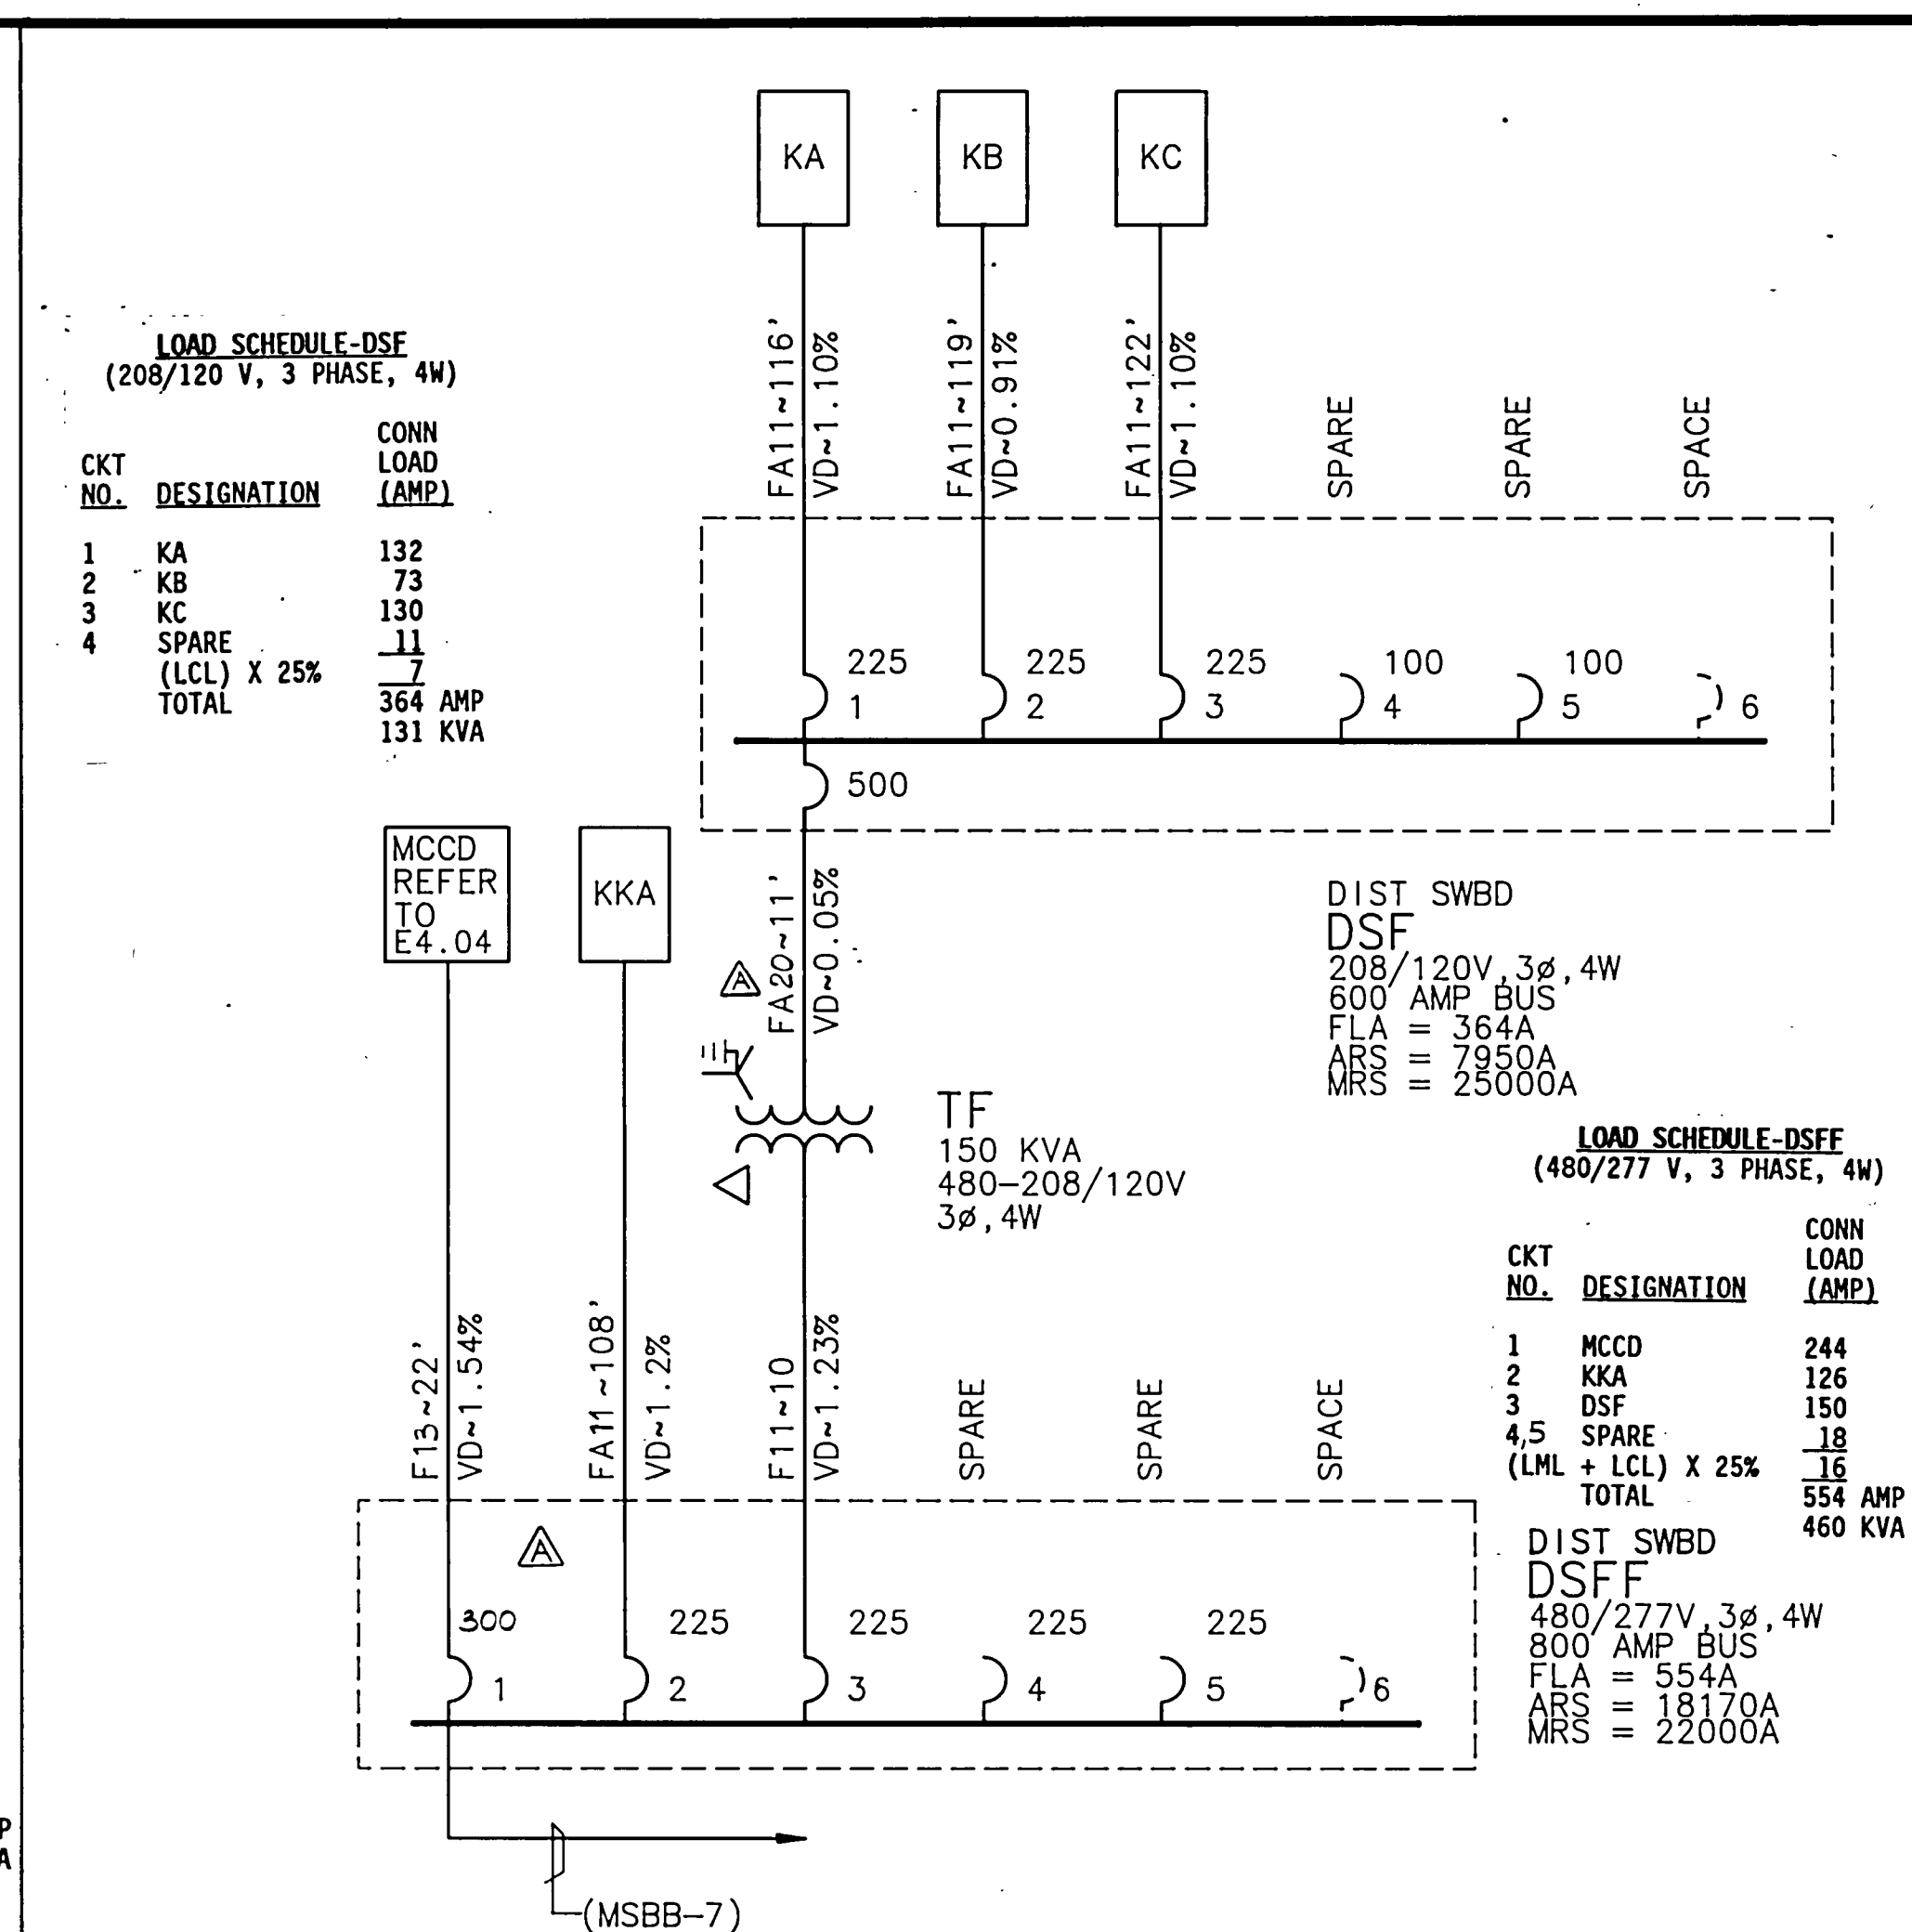 KA
KB
KC
LOAD SCHEDULE-DSF
(208/120 V, 3 PHASE, 4W)
CONN
CKT LOAD
NO. DESIGNATION (AMP)
1 KA 132
2 KB 73
3 KC 130
4 SPARE 11
(LCL) X 25% 7
TOTAL 364 AMP
131 KVA
FA11~116'
VD~1.10%
FA11~119'
VD~0.91%
FA11~122'
VD~1.10%
SPARE
SPARE
SPACE
225 225 225 100 100
1 2 3 4 5 6
500
MCCD
REFER
TO
E4.04
KKA
FA20~11'
VD~0.05%
A
DIST SWBD
DSF
208/120V,3ø,4W
600 AMP BUS
FLA = 364A
ARS = 7950A
MRS = 25000A
TF
150 KVA
480-208/120V
3ø,4W
LOAD SCHEDULE-DSFF
(480/277 V, 3 PHASE, 4W)
CONN
CKT LOAD
NO. DESIGNATION (AMP)
1 MCCD 244
2 KKA 126
3 DSF 150
4,5 SPARE 18
(LML + LCL) X 25% 16
TOTAL 554 AMP
460 KVA
F13~22'
VD~1.54%
FA11~108'
VD~1.2%
F11~10
VD~1.23%
SPARE
SPARE
SPACE
A
300 225 225 225 225
1 2 3 4 5 6
DIST SWBD
DSFF
480/277V,3ø,4W
800 AMP BUS
FLA = 554A
ARS = 18170A
MRS = 22000A
P
A
(MSBB-7)